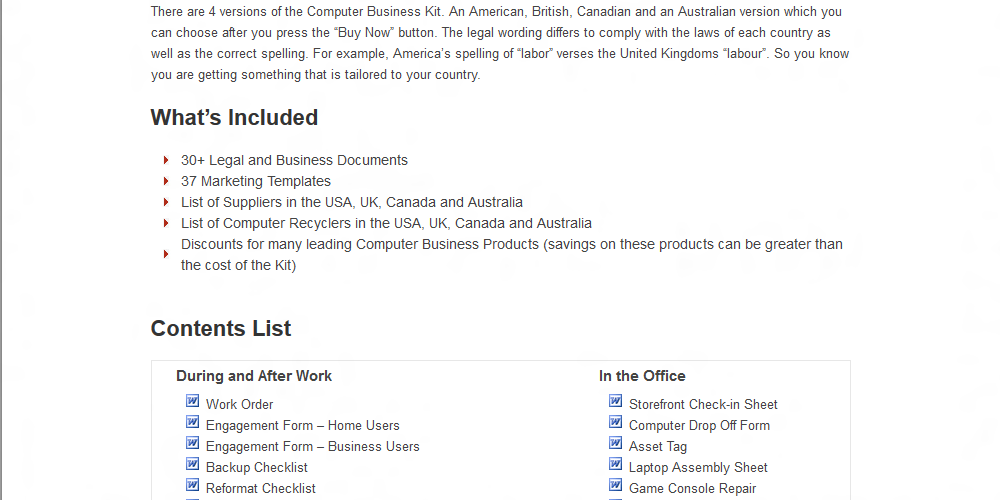 There are 4 versions of the Computer Business Kit. An American, British, Canadian and an Australian version which you
can choose after you press the “Buy Now” button. The legal wording differs to comply with the laws of each country as
well as the correct spelling. For example, America’s spelling of “labor” verses the United Kingdoms “labour”. So you know
you are getting something that is tailored to your country.
What’s Included
30+ Legal and Business Documents
37 Marketing Templates
List of Suppliers in the USA, UK, Canada and Australia
List of Computer Recyclers in the USA, UK, Canada and Australia
Discounts for many leading Computer Business Products (savings on these products can be greater than
the cost of the Kit)
Contents List
During and After Work
Work Order
Engagement Form – Home Users
Engagement Form – Business Users
Backup Checklist
Reformat Checklist
In the Office
Storefront Check-in Sheet
Computer Drop Off Form
Asset Tag
Laptop Assembly Sheet
Game Console Repair